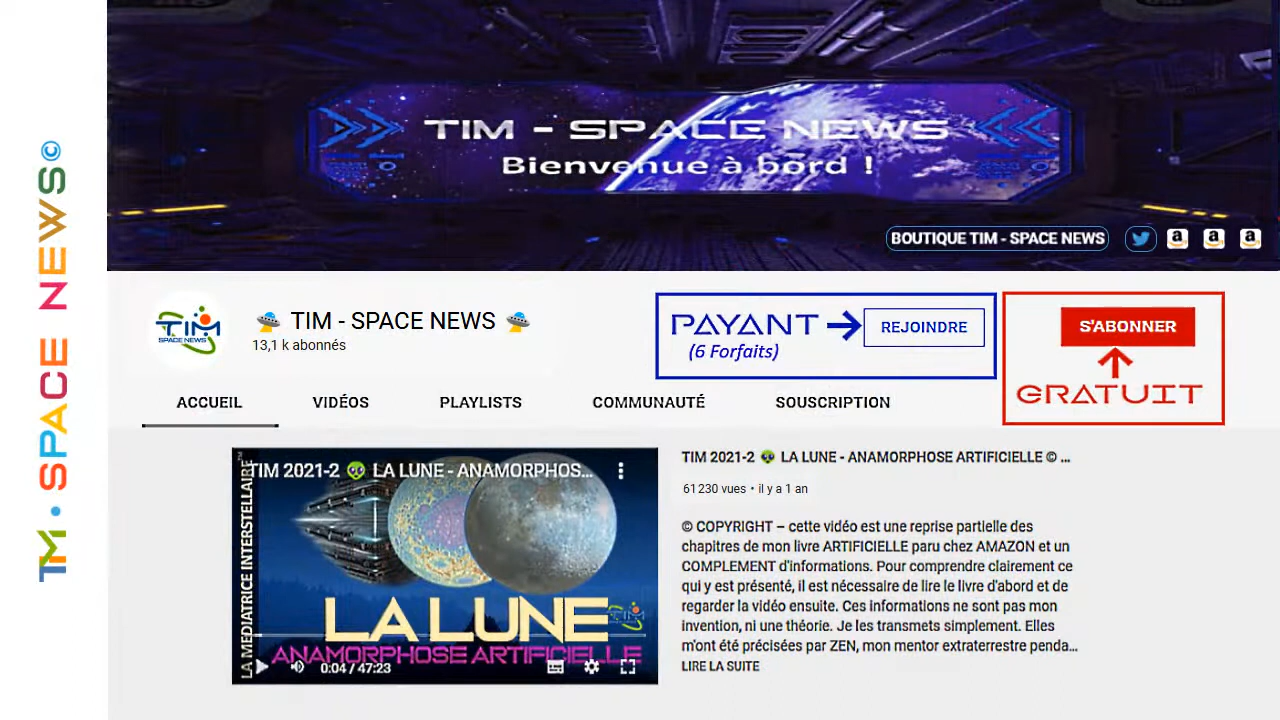 TIM • SPACE NEWS©
TIM - SPACE NEWS
Bienvenue à bord !
BOUTIQUE TIM - SPACE NEWS
a
a
a
TIM
SPACE NEWS
🛸 TIM - SPACE NEWS 🛸
13,1 k abonnés
PAYANT → REJOINDRE
(6 Forfaits)
S'ABONNER
GRATUIT
ACCUEIL VIDÉOS PLAYLISTS COMMUNAUTÉ SOUSCRIPTION
LA MEDIATRICE INTERSTELLAIRE™
TIM 2021-2 👽 LA LUNE - ANAMORPHOS...
LA LUNE
TIM
ANAMORPHOSE ARTIFICIELLE
0:04 / 47:23
TIM 2021-2 👽 LA LUNE - ANAMORPHOSE ARTIFICIELLE © ...
61 230 vues • il y a 1 an
© COPYRIGHT – cette vidéo est une reprise partielle des
chapitres de mon livre ARTIFICIELLE paru chez AMAZON et un
COMPLEMENT d'informations. Pour comprendre clairement ce
qui y est présenté, il est nécessaire de lire le livre d'abord et de
regarder la vidéo ensuite. Ces informations ne sont pas mon
invention, ni une théorie. Je les transmets simplement. Elles
m'ont été précisées par ZEN, mon mentor extraterrestre penda...
LIRE LA SUITE